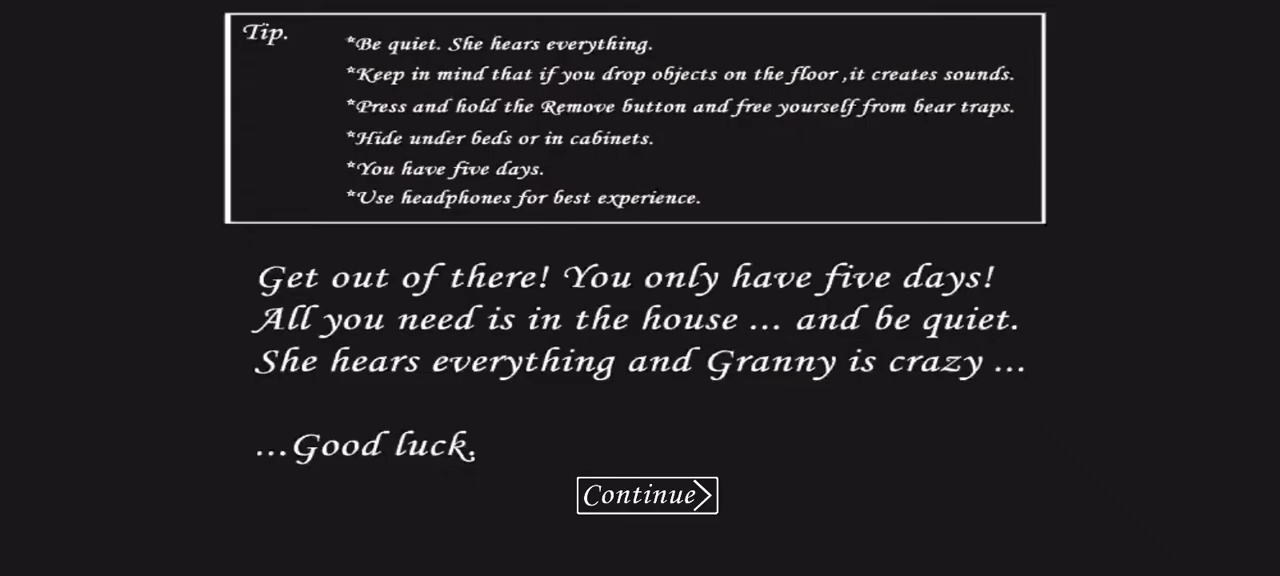 Tip.
*Be quiet. She hears everything.
*Keep in mind that if you drop objects on the floor ,it creates sounds.
*Press and hold the Remove button and free yourself from bear traps.
*Hide under beds or in cabinets.
*You have five days.
*Use headphones for best experience.
Get out of there! You only have five days!
All you need is in the house ... and be quiet.
She hears everything and Granny is crazy ...
...Good luck.
Continue>